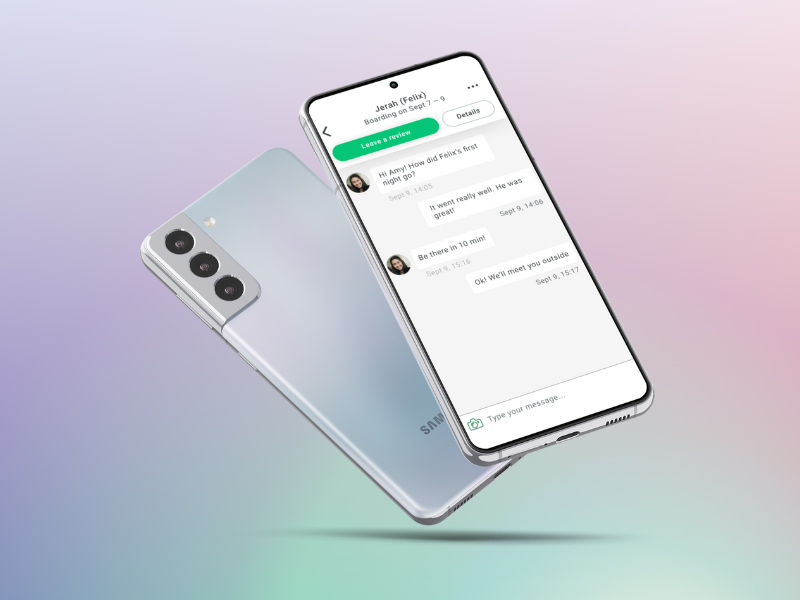 Jerah (Felix)
Boarding on Sept 7 – 9
Leave a review
Details
Hi Amy! How did Felix's first
night go?
Sept 9, 14:05
It went really well. He was
great!
Sept 9, 14:06
Be there in 10 min!
Sept 9, 15:16
Ok! We'll meet you outside
Sept 9, 15:17
Type your message...
SAM